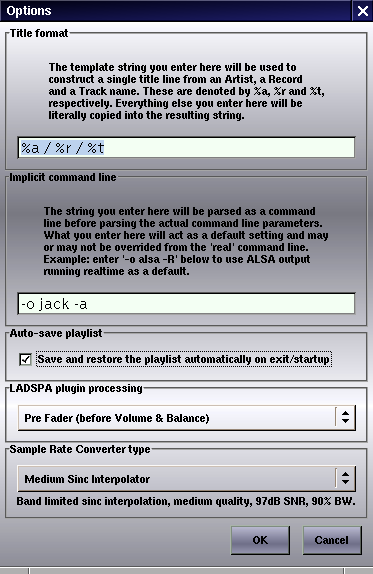 Options
Title format
The template string you enter here will be used to
construct a single title line from an Artist, a Record
and a Track name. These are denoted by %a, %r and %t,
respectively. Everything else you enter here will be
literally copied into the resulting string.
%a / %r / %t
Implicit command line
The string you enter here will be parsed as a command
line before parsing the actual command line parameters.
What you enter here will act as a default setting and may
or may not be overrided from the 'real' command line.
Example: enter '-o alsa -R' below to use ALSA output
running realtime as a default.
-o jack -a
Auto-save playlist
Save and restore the playlist automatically on exit/startup
LADSPA plugin processing
Pre Fader (before Volume & Balance)
Sample Rate Converter type
Medium Sinc Interpolator
Band limited sinc interpolation, medium quality, 97dB SNR, 90% BW.
OK
Cancel